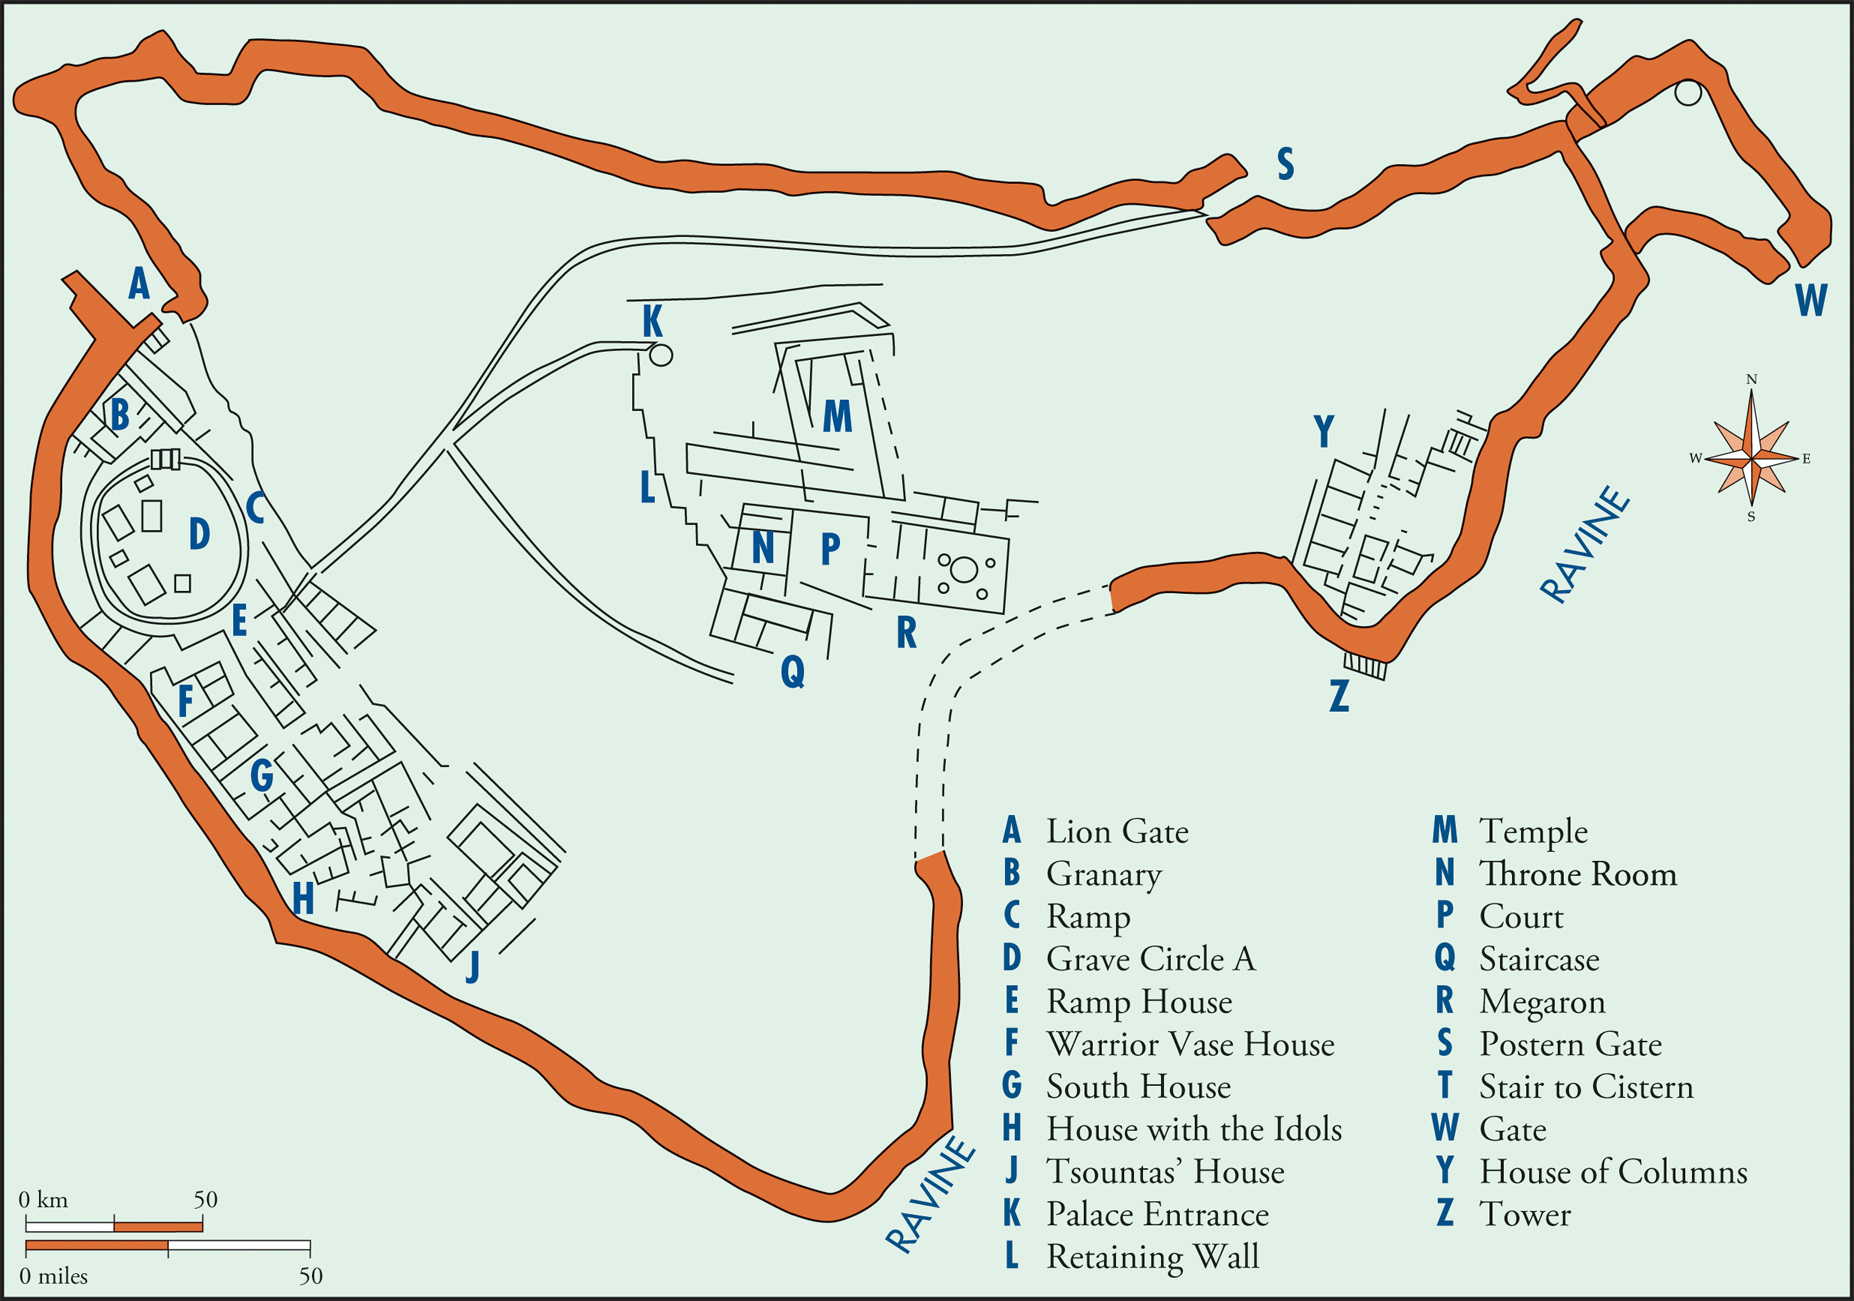 S
A
W
K
N
B
M
Y
W
E
L
C
S
D
N
P
RAVINE
E
R
Q
F
Z
G
H
J
A Lion Gate
B Granary
C Ramp
D Grave Circle A
E Ramp House
F Warrior Vase House
G South House
H House with the Idols
J Tsountas’ House
K Palace Entrance
L Retaining Wall
M Temple
N Throne Room
P Court
Q Staircase
R Megaron
S Postern Gate
T Stair to Cistern
W Gate
Y House of Columns
Z Tower
RAVINE
0 km 50
0 miles 50